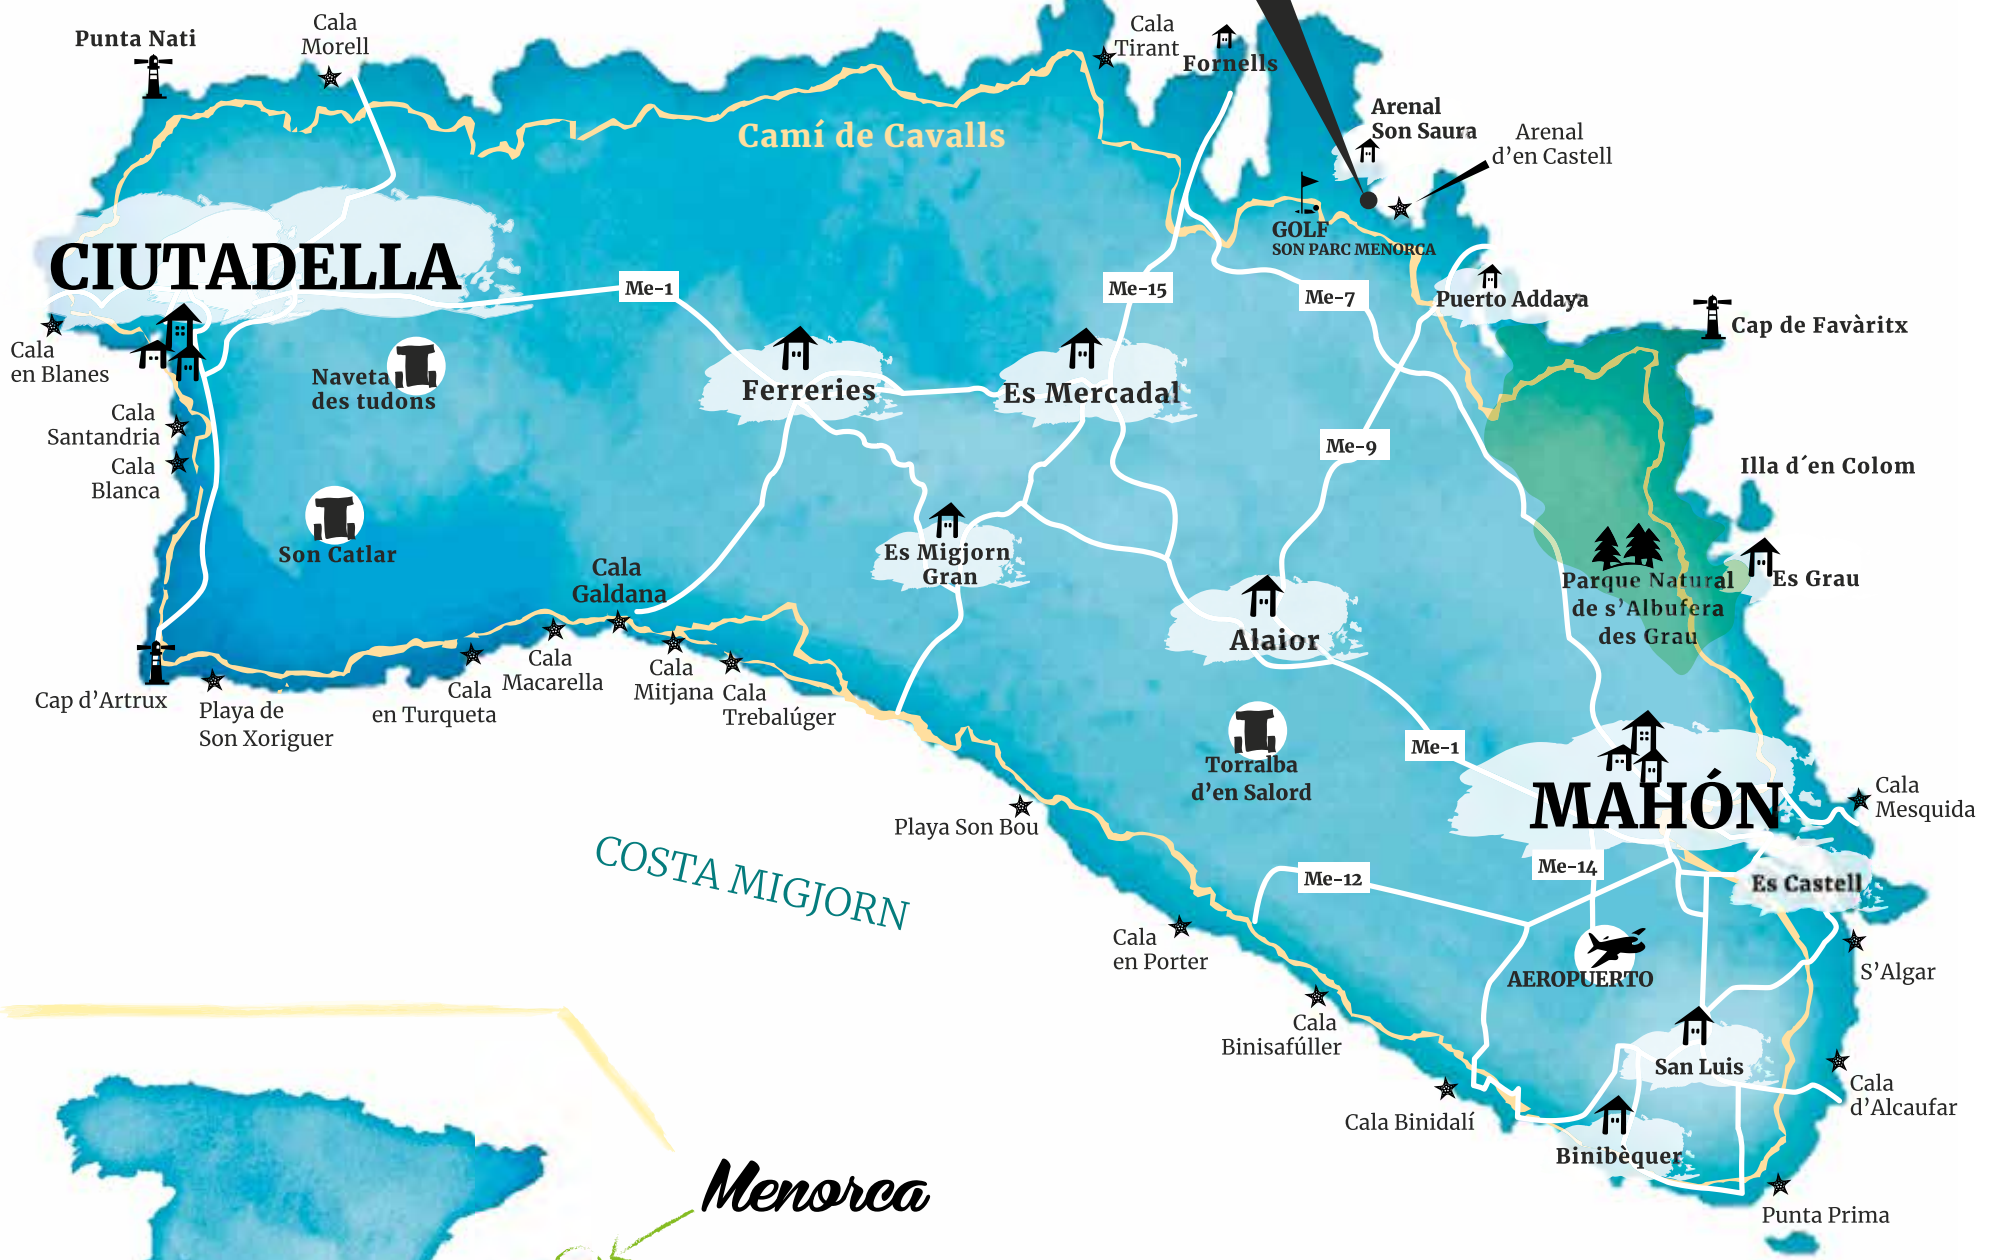 Punta Nati
Cala
Morell
Cala
Tirant
Fornells
Camí de Cavalls
Arenal
Son Saura
Arenal
d’en Castell
GOLF
SON PARC MENORCA
CIUTADELLA
Me-1
Me-15
Me-7
Puerto Addaya
Cap de Favàritx
Cala
en Blanes
Naveta
des tudons
Ferreries
Es Mercadal
Cala
Santandria
Cala
Blanca
Me-9
Illa d´en Colom
Son Catlar
Es Migjorn
Gran
Cala
Galdana
Parque Natural
de s’Albufera
des Grau
Es Grau
Alaior
Cap d’Artrux
Playa de
Son Xoriguer
Cala
en Turqueta
Cala
Macarella
Cala
Mitjana
Cala
Trebalúger
Torralba
d’en Salord
Me-1
MAHÓN
Cala
Mesquida
Playa Son Bou
COSTA MIGJORN
Me-12
Me-14
Es Castell
Cala
en Porter
AEROPUERTO
S’Algar
Cala
Binisafúller
San Luis
Cala
d’Alcaufar
Cala Binidalí
Binibèquer
Menorca
Punta Prima